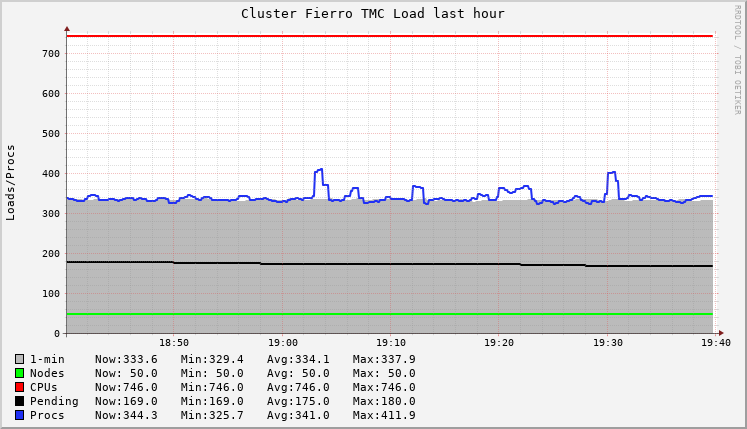 Cluster Fierro TMC Load last hour
RRDTOOL / TOBI OETIKER
Loads/Procs
700
600
500
400
300
200
100
0
18:50 19:00 19:10 19:20 19:30 19:40
1-min Now:333.6 Min:329.4 Avg:334.1 Max:337.9
Nodes Now: 50.0 Min: 50.0 Avg: 50.0 Max: 50.0
CPUs Now:746.0 Min:746.0 Avg:746.0 Max:746.0
Pending Now:169.0 Min:169.0 Avg:175.0 Max:180.0
Procs Now:344.3 Min:325.7 Avg:341.0 Max:411.9